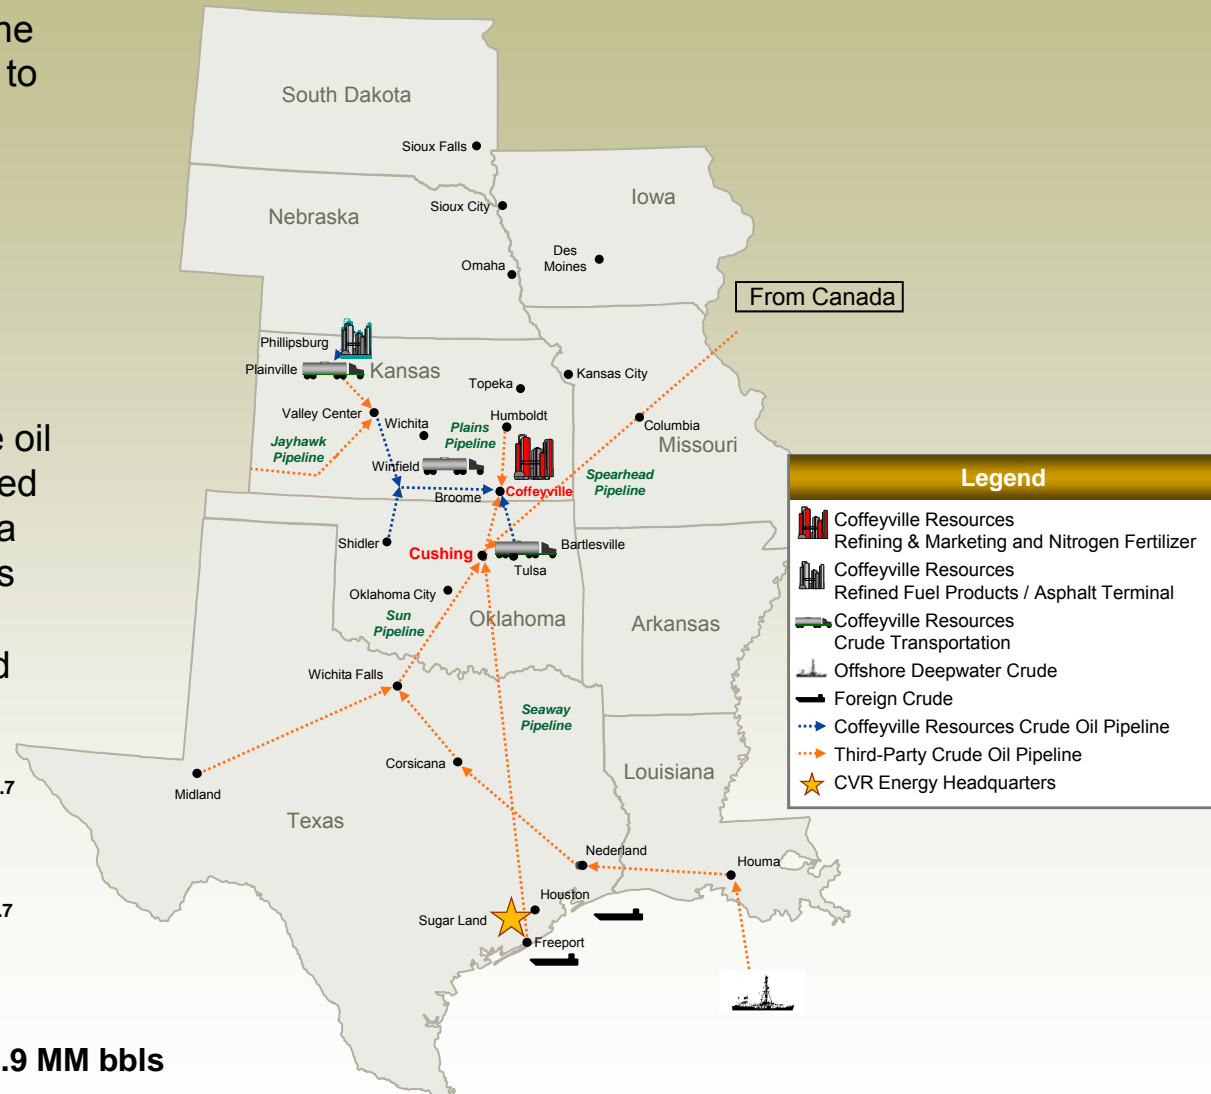 ne
to
South Dakota
Sioux Falls
Iowa
Sioux City
Nebraska
Des
Moines
Omaha
From Canada
Phillipsburg
Plainville
Kansas
Kansas City
Topeka
Valley Center
Wichita
Plains
Pipeline
Humboldt
Columbia
Missouri
Jayhawk
Pipeline
Winfield
Spearhead
Pipeline
Broome
Coffeyville
Shidler
Cushing
Bartlesville
Tulsa
Oklahoma City
Sun
Pipeline
Oklahoma
Arkansas
Wichita Falls
Seaway
Pipeline
Corsicana
Louisiana
Midland
Texas
Nederland
Houma
Houston
Sugar Land
Freeport
e oil
ed
a
s
d
.7
.7
.9 MM bbls
Legend
Coffeyville Resources
Refining & Marketing and Nitrogen Fertilizer
Coffeyville Resources
Refined Fuel Products / Asphalt Terminal
Coffeyville Resources
Crude Transportation
Offshore Deepwater Crude
Foreign Crude
Coffeyville Resources Crude Oil Pipeline
Third-Party Crude Oil Pipeline
CVR Energy Headquarters